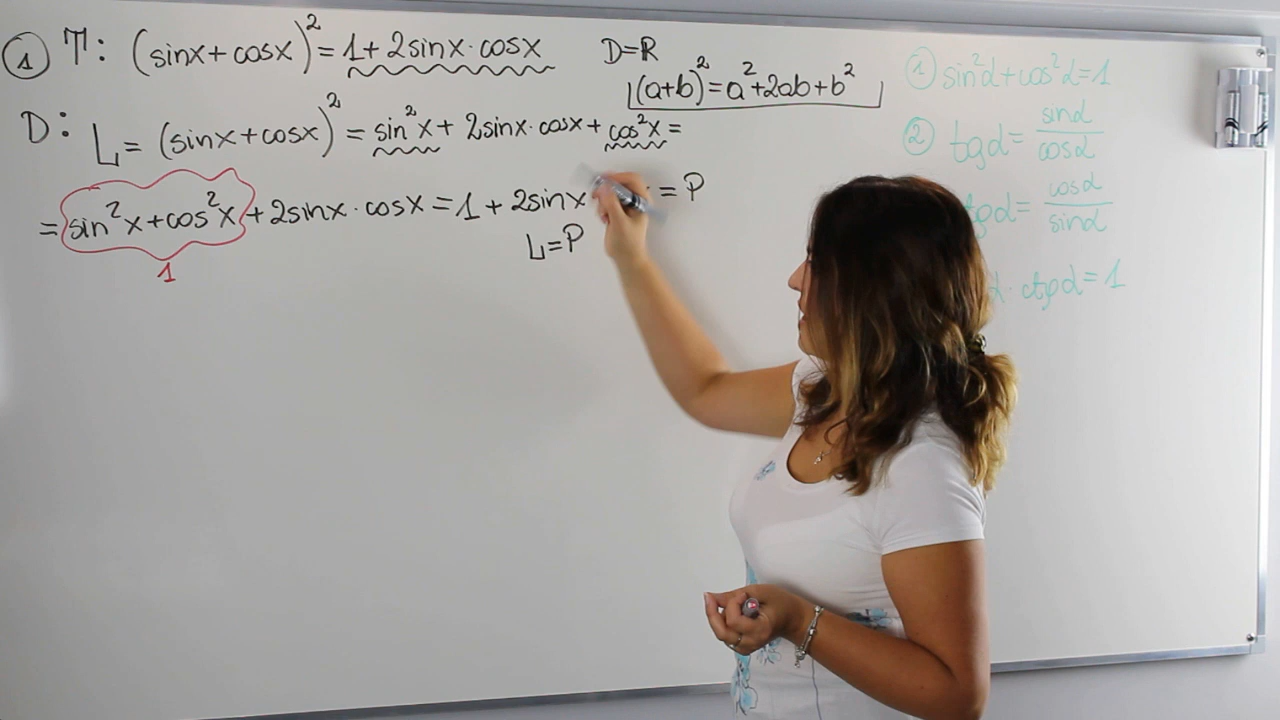 ① T: (sinx+cosx)²=1+2sinx·cosx D=R
|(a+b)²=a²+2ab+b²|
D: L=(sinx+cosx)²=sin²x+2sinx·cosx+cos²x=
=sin²x+cos²x+2sinx·cosx=1+2sinx =P
1
L=P
① sin²α+cos²α=1
② tgα=sinα/cosα
tgα=cosα/sinα
α·ctgα=1